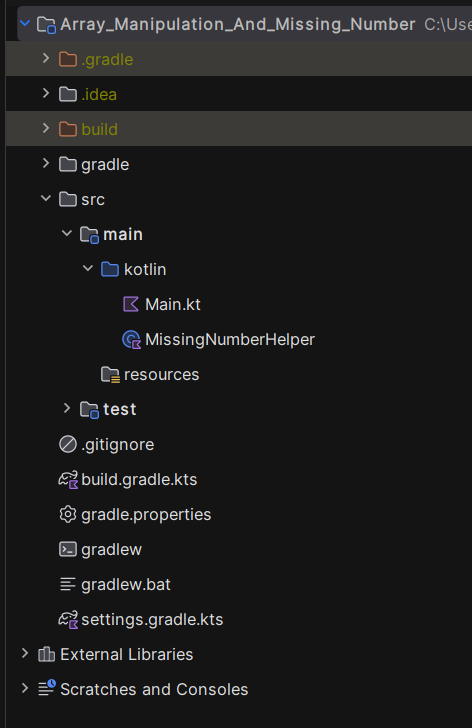 Array_Manipulation_And_Missing_Number C:\Use
.gradle
.idea
build
gradle
src
main
kotlin
Main.kt
MissingNumberHelper
resources
test
.gitignore
build.gradle.kts
gradle.properties
gradlew
gradlew.bat
settings.gradle.kts
External Libraries
Scratches and Consoles